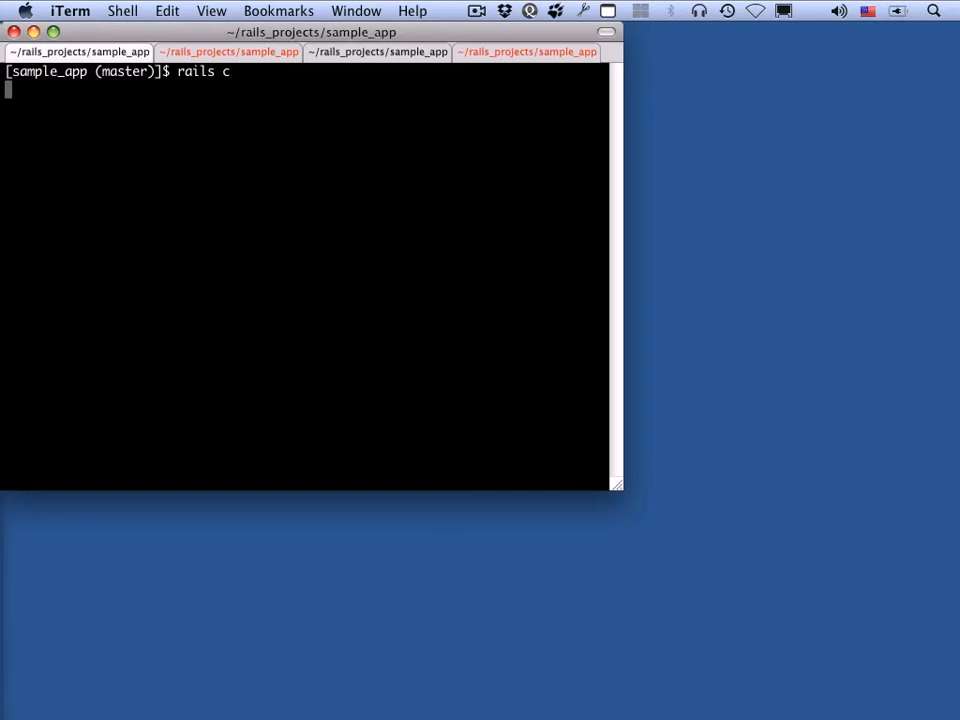 iTerm Shell Edit View Bookmarks Window Help
~/rails_projects/sample_app
~/rails_projects/sample_app ~/rails_projects/sample_app ~/rails_projects/sample_app ~/rails_projects/sample_app
[sample_app (master)]$ rails c